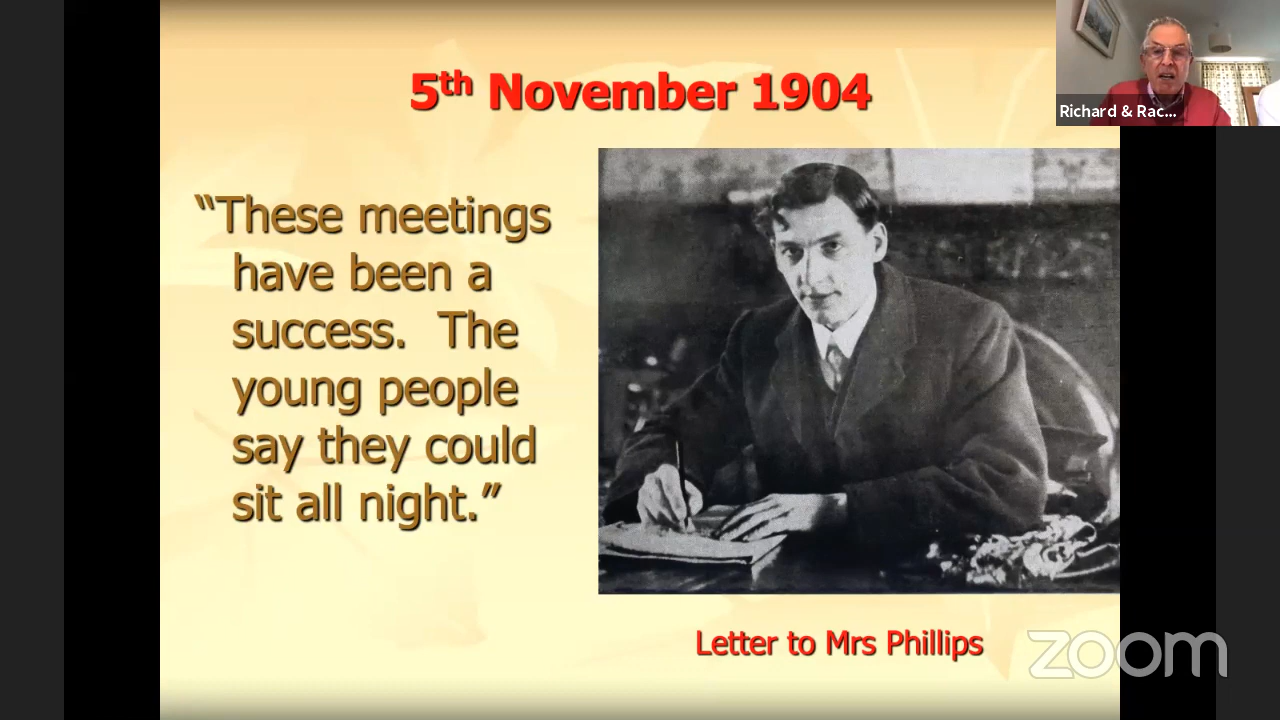 5th November 1904
Richard & Rac...
“These meetings
have been a
success. The
young people
say they could
sit all night.”
Letter to Mrs Phillips
zoom